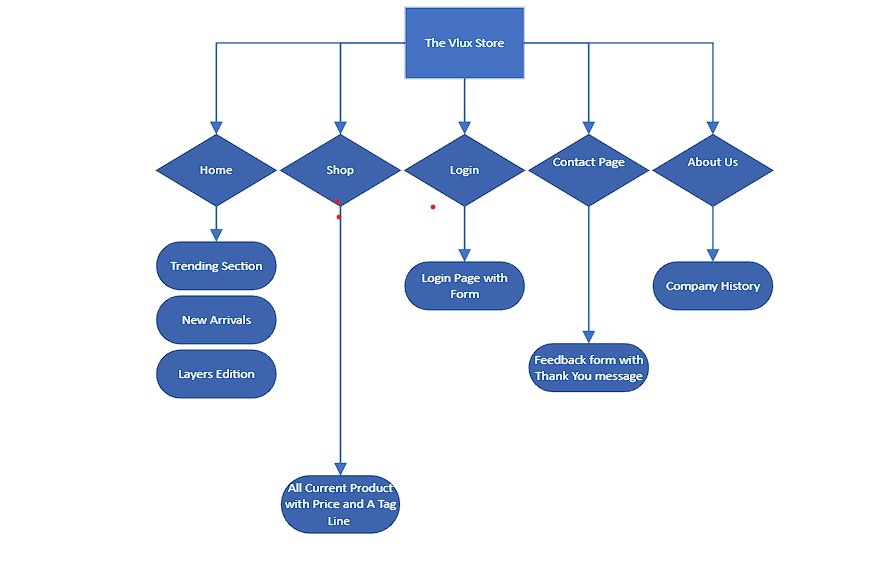 The Vlux Store
Home
Shop
Login
Contact Page
About Us
Trending Section
New Arrivals
Layers Edition
Login Page with
Form
Company History
Feedback form with
Thank You message
All Current Product
with Price and A Tag
Line